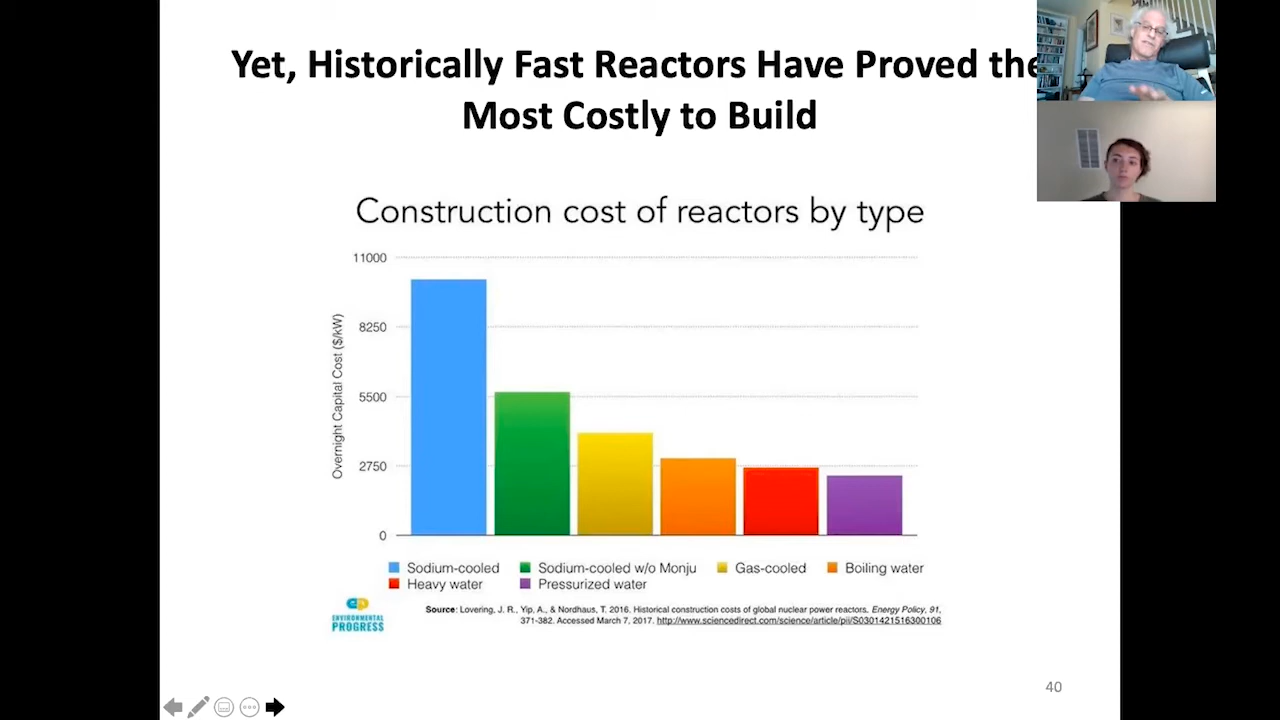 Yet, Historically Fast Reactors Have Proved the
Most Costly to Build
Construction cost of reactors by type
Overnight Capital Cost ($/kW)
11000
8250
5500
2750
0
Sodium-cooled Sodium-cooled w/o Monju Gas-cooled Boiling water
Heavy water Pressurized water
ENVIRONMENTAL
PROGRESS
Source: Lovering, J. R., Yip, A., & Nordhaus, T. 2016. Historical construction costs of global nuclear power reactors, Energy Policy, 91,
371-382. Accessed March 7, 2017. http://www.sciencedirect.com/science/article/pii/S0301421516300106
40